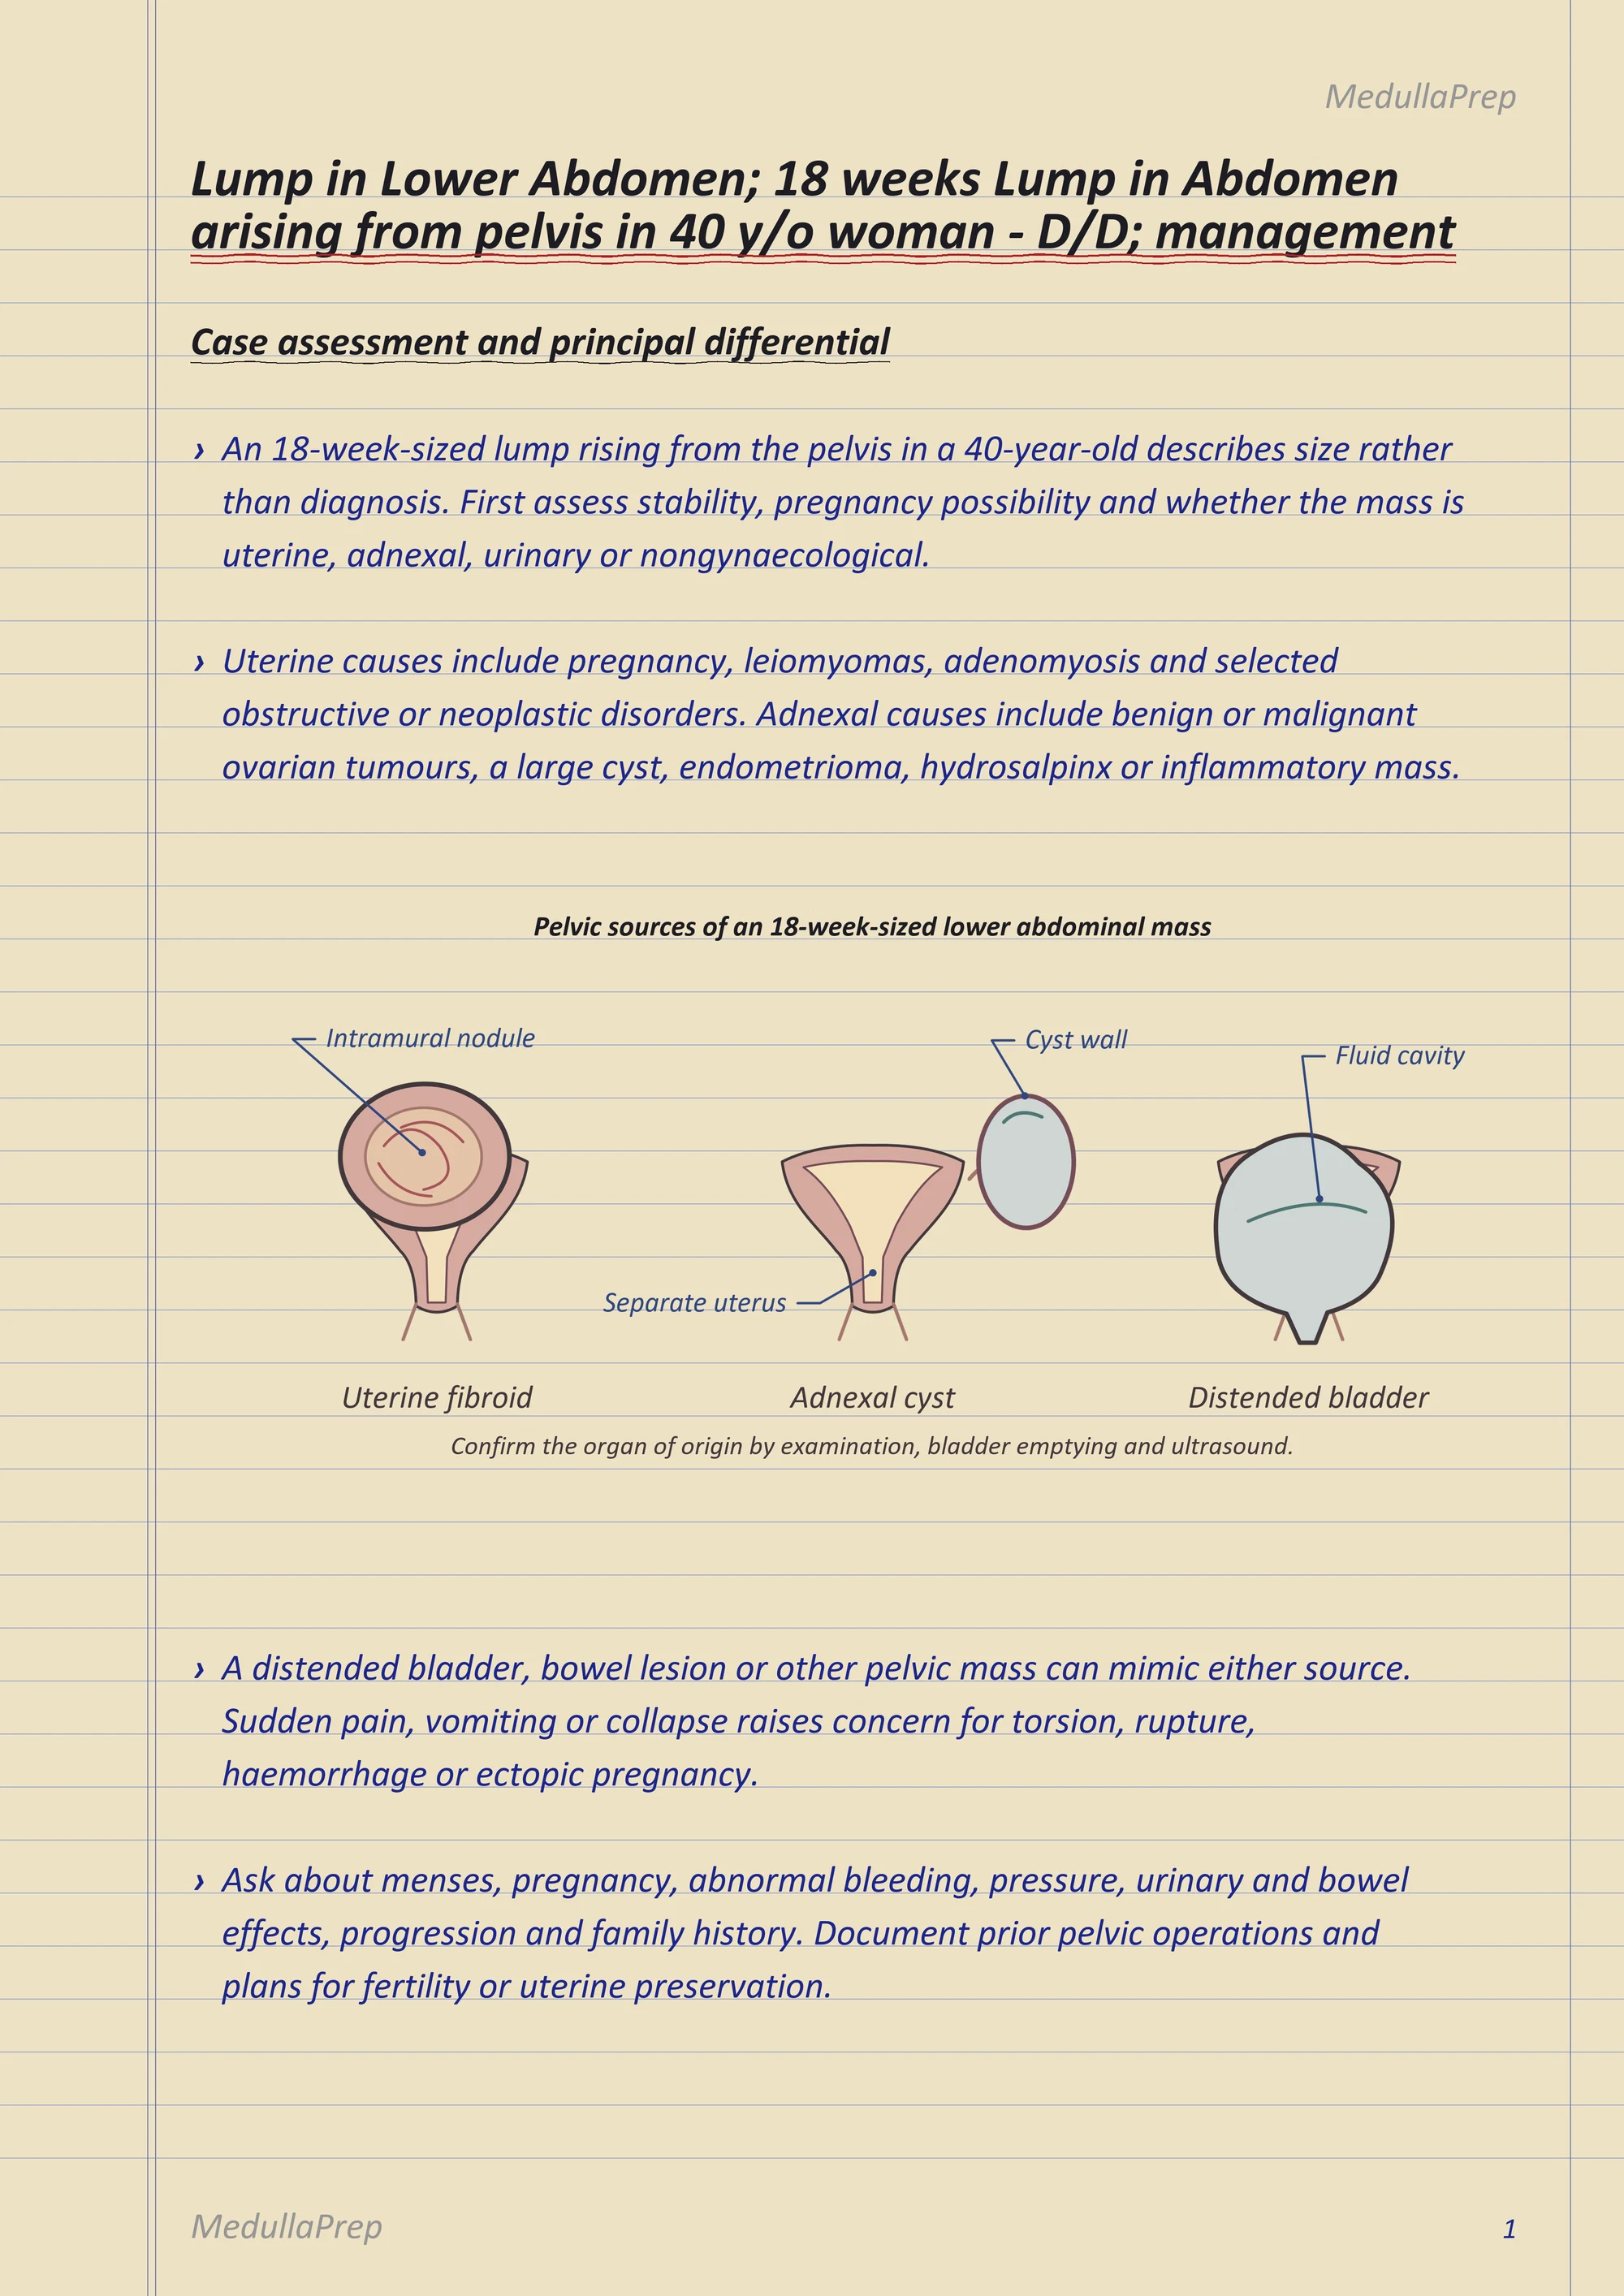 MedullaPrep
Lump in Lower Abdomen; 18 weeks Lump in Abdomen
arising from pelvis in 40 y/o woman - D/D; management
Case assessment and principal differential
› An 18-week-sized lump rising from the pelvis in a 40-year-old describes size rather
than diagnosis. First assess stability, pregnancy possibility and whether the mass is
uterine, adnexal, urinary or nongynaecological.
› Uterine causes include pregnancy, leiomyomas, adenomyosis and selected
obstructive or neoplastic disorders. Adnexal causes include benign or malignant
ovarian tumours, a large cyst, endometrioma, hydrosalpinx or inflammatory mass.
Pelvic sources of an 18-week-sized lower abdominal mass
Intramural nodule
Cyst wall
Fluid cavity
Separate uterus
Uterine fibroid
Adnexal cyst
Distended bladder
Confirm the organ of origin by examination, bladder emptying and ultrasound.
› A distended bladder, bowel lesion or other pelvic mass can mimic either source.
Sudden pain, vomiting or collapse raises concern for torsion, rupture,
haemorrhage or ectopic pregnancy.
› Ask about menses, pregnancy, abnormal bleeding, pressure, urinary and bowel
effects, progression and family history. Document prior pelvic operations and
plans for fertility or uterine preservation.
MedullaPrep
1